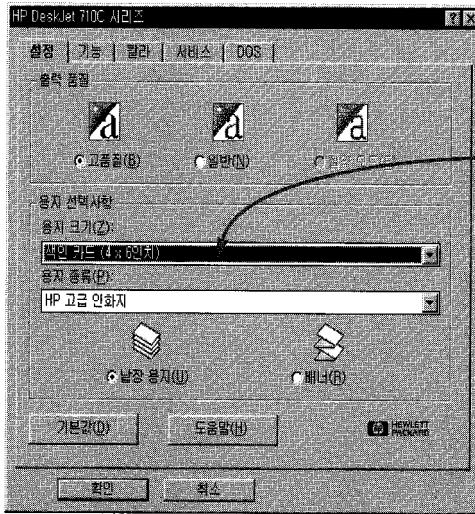 HP DeskJet 710C 시리즈
설정 기능 칼라 서비스 DOS
출력 품질
고품질(B) 일반(N)
용지 선택사항
용지 크기(Z):
색인 카드 (4 x 6인치)
용지 종류(P):
HP 고급 인화지
낱장 용지(U) 배너(R)
기본값(D) 도움말(H) HEWLETT
PACKARD
확인 취소